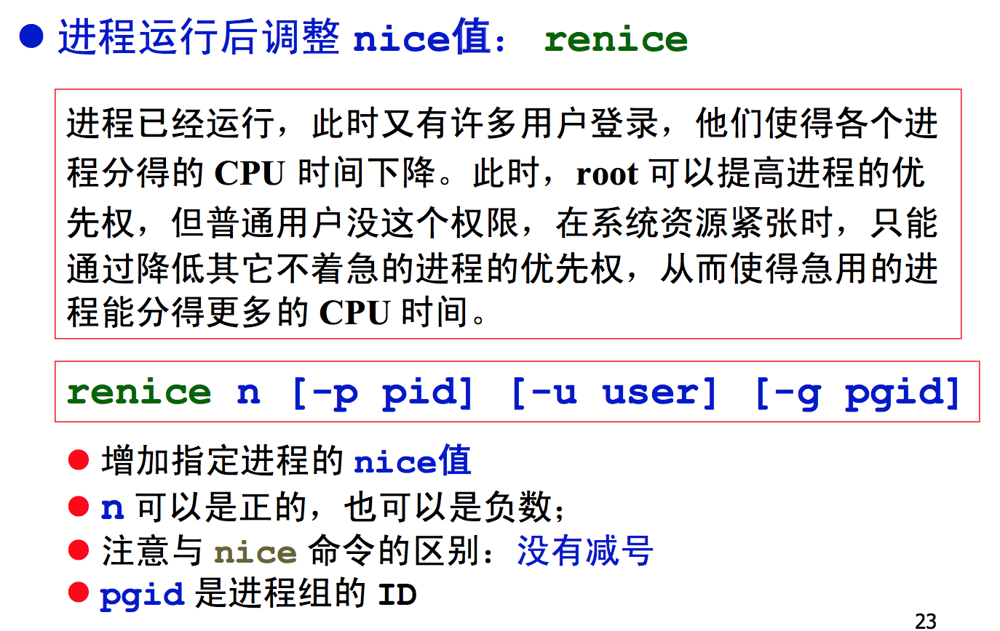 进程运行后调整 nice值： renice
进程已经运行，此时又有许多用户登录，他们使得各个进
程分得的 CPU 时间下降。此时，root 可以提高进程的优
先权，但普通用户没这个权限，在系统资源紧张时，只能
通过降低其它不着急的进程的优先权，从而使得急用的进
程能分得更多的 CPU 时间。
renice n [-p pid] [-u user] [-g pgid]
增加指定进程的 nice值
n 可以是正的，也可以是负数；
注意与 nice 命令的区别：没有减号
pgid 是进程组的 ID
23